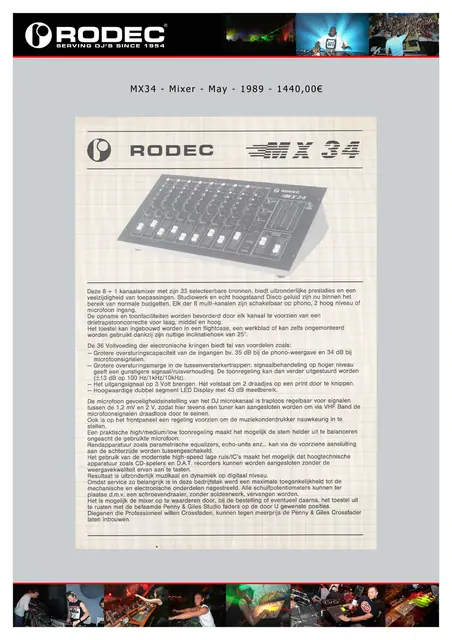 RODEC®
SERVING DJ'S SINCE 1954
MX34 - Mixer - May - 1989 - 1440,00€
RODEC MX 34
RODEC
MX 34
Deze 8 + 1 kanaalsmixer met zijn 33 selecteerbare bronnen, biedt uitzonderlijke prestaties en een
veelzijdigheid van toepassingen. Studiowerk en echt hoogstaand Disco geluid zijn nu binnen het
bereik van normale budgetten. Elk der 8 multi-kanalen zijn schakelbaar op phono, 2 hoog niveau of
microfoon ingang.
De opname en toonfaciliteiten worden bevorderd door elk kanaal te voorzien van een
drietrapstooncorrectie voor laag, middel en hoog.
Het toestel kan ingebouwd worden in een flightcase, een werkblad of kan zelfs ongemonteerd
worden gebruikt dankzij zijn nuttige inclinatiehoek van 25°.
De 36 Voltvoeding der electronische kringen biedt tal van voordelen zoals:
— Grotere oversturingscapaciteit van de ingangen bv. 35 dB bij de phono-weergave en 34 dB bij
microfoonsignalen.
— Grotere oversturingsmarge in de tussenversterkertrappen: signaalbehandeling op hoger niveau
geeft een gunstigere signaal/ruisverhouding. De toonregeling kan dan verder uitgestuurd worden
(±13 dB op 100 Hz/1kHz/10kHz).
— Het uitgangsignaal op 3 Volt brengen. Het volstaat om 2 draadjes op een print door te knippen.
— Hoogwaardige dubbel segment LED Display met 43 dB meetbereik.
De microfoon gevoeligheidsinstelling van het DJ microkanaal is traploos regelbaar voor signalen
tussen de 1,2 mV en 2 V, zodat hier tevens een tuner kan aangesloten worden om via VHF Band de
microfoonsignalen draadloos door te seinen.
Ook is op het frontpaneel een regeling voorzien om de muziekonderdrukker nauwkeurig in te
stellen.
Een praktische high/medium/low toonregeling maakt het mogelijk de stem helder uit te balanceren
ongeacht de gebruikte microfoon.
Randapparatuur zoals parametrische equalizers, echo-units enz.. kan via de voorziene aansluiting
aan de achterzijde worden tussengeschakeld.
Het gebruik van de modernste high-speed laga ruis/IC's maakt het mogelijk dat hoogtechnische
apparatuur zoals CD-spelers en D.A.T. recorders kunnen worden aangesloten zonder de
weergavekwaliteit ervan aan te tasten.
Resultaat is uitzonderlijk muzikaal en dynamiek op digitaal niveau.
Omdat service zo belangrijk is in deze bedrijfstak werd een maximale toegankelijkheid tot de
mechanische en electronische onderdelen nagestreefd. Alle schuifpotentiometers kunnen ter
plaatse d.m.v. een schroevendraaier, zonder soldeerwerk, vervangen worden.
Het is mogelijk de mixer op te waarderen door, bij de bestelling of eventueel daarna, het toestel uit
te rusten met de befaamde Penny & Giles Studio faders op de door U gewenste posities.
Diegenen die Professioneel willen Crossfaden, kunnen tegen meerprijs de Penny & Giles Crossfader
laten inbouwen.